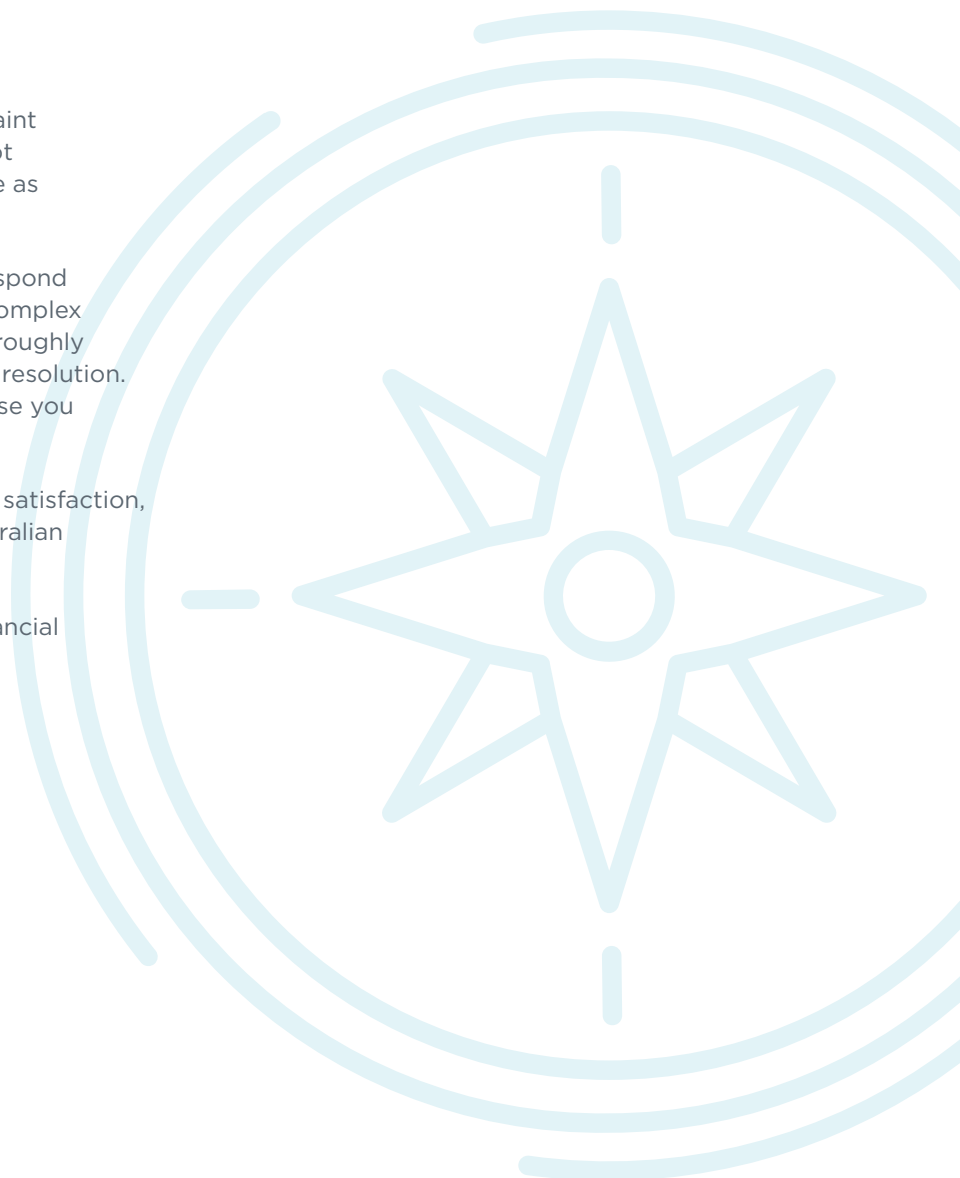 aint
ot
e as
spond
omplex
roughly
resolution.
se you
satisfaction,
ralian
ancial